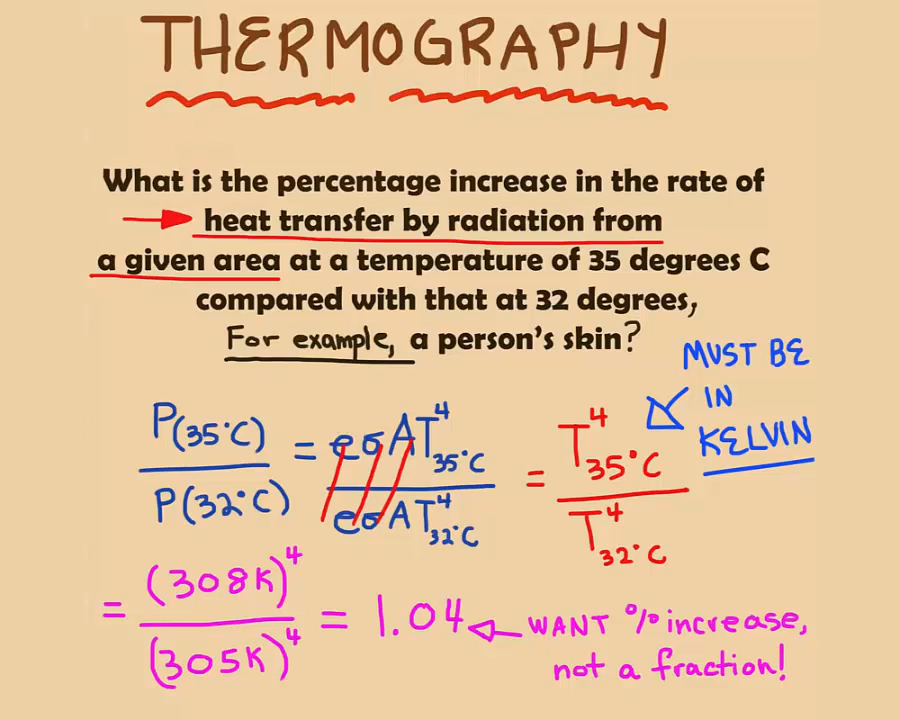 THERMOGRAPHY
What is the percentage increase in the rate of
heat transfer by radiation from
a given area at a temperature of 35 degrees C
compared with that at 32 degrees,
For example, a person's skin?
MUST BE
IN
KELVIN
P(35°C)/P(32°C) = eσAT⁴35°C/eσAT⁴32°C = T⁴35°C/T⁴32°C
= (308K)⁴/(305K)⁴ = 1.04 WANT % increase,
not a fraction!